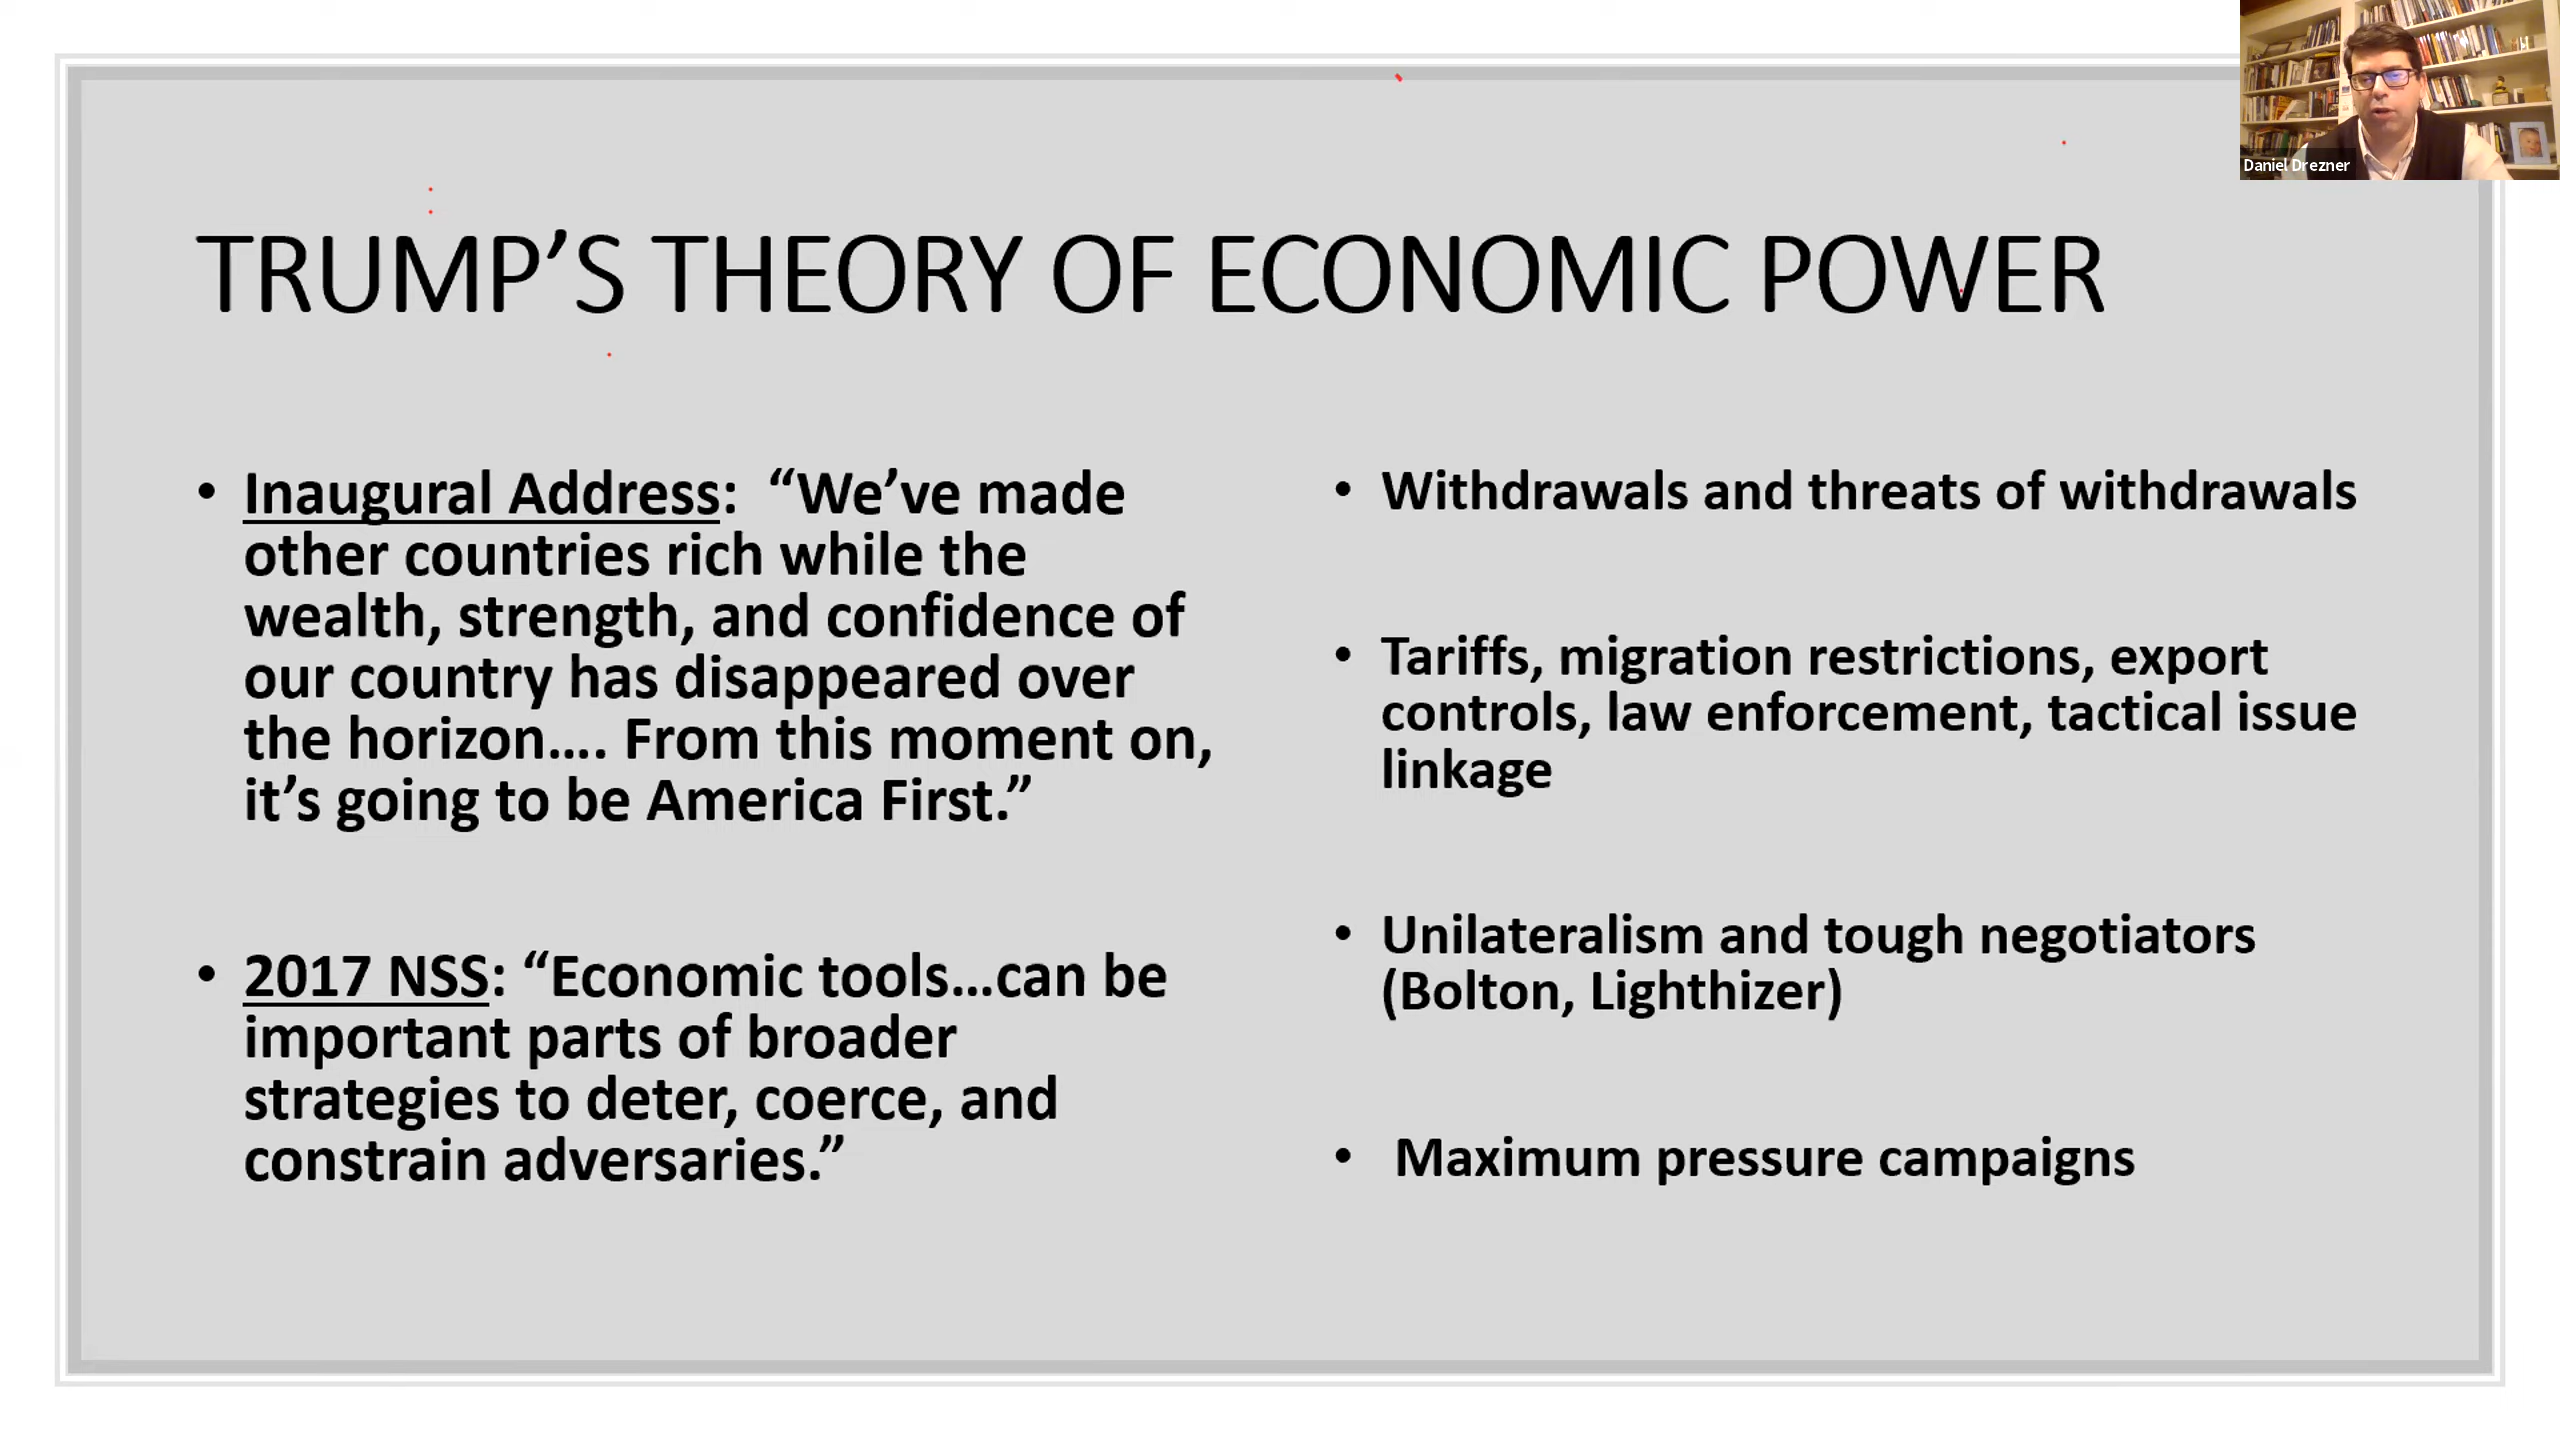 Daniel Drezner
TRUMP’S THEORY OF ECONOMIC POWER
• Inaugural Address:  “We’ve made
other countries rich while the
wealth, strength, and confidence of
our country has disappeared over
the horizon…. From this moment on,
it’s going to be America First.”
• 2017 NSS: “Economic tools…can be
important parts of broader
strategies to deter, coerce, and
constrain adversaries.”
• Withdrawals and threats of withdrawals
• Tariffs, migration restrictions, export
controls, law enforcement, tactical issue
linkage
• Unilateralism and tough negotiators
(Bolton, Lighthizer)
• Maximum pressure campaigns